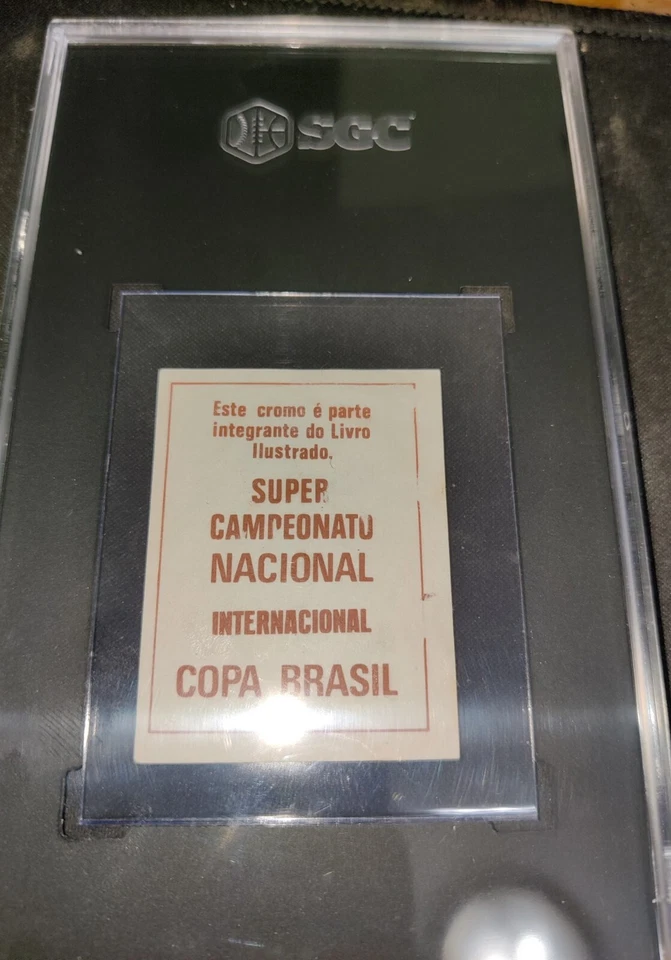 SGC
Este cromo é parte
integrante do Livro
Ilustrado.
SUPER
CAMPEONATO
NACIONAL
INTERNACIONAL
COPA BRASIL